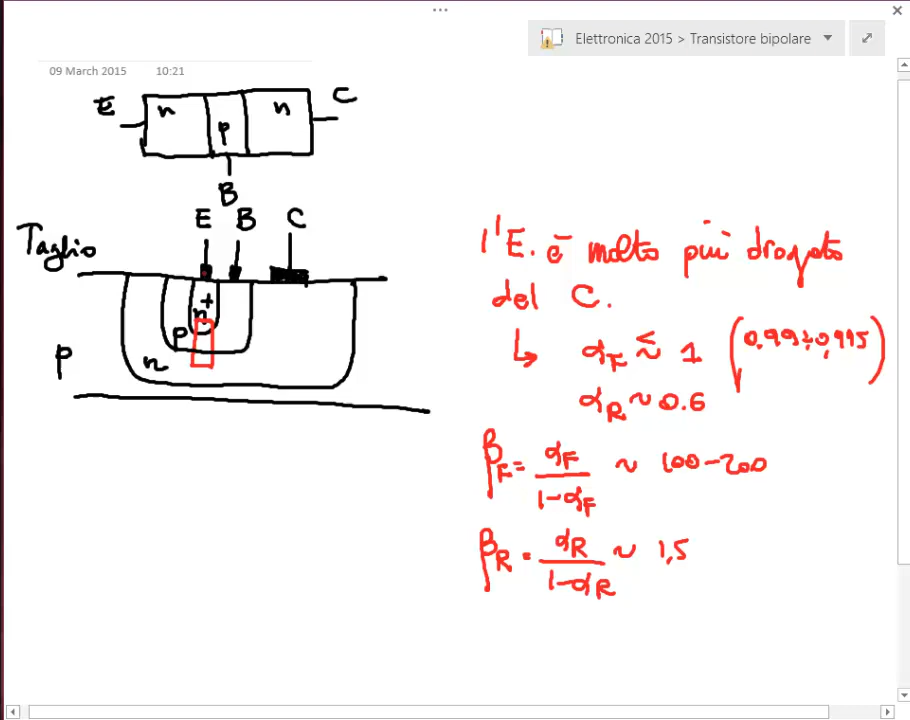 Elettronica 2015 > Transistore bipolare
09 March 2015 10:21
E n p n C
B
E B C
Taglio
n+
p
n
p
l'E. è molto più drogato
del C.
↳ αF ≲ 1 (0,99÷0,995)
αR ~ 0.6
βF = αF / 1-αF ~ 100-200
βR = αR / 1-αR ~ 1,5